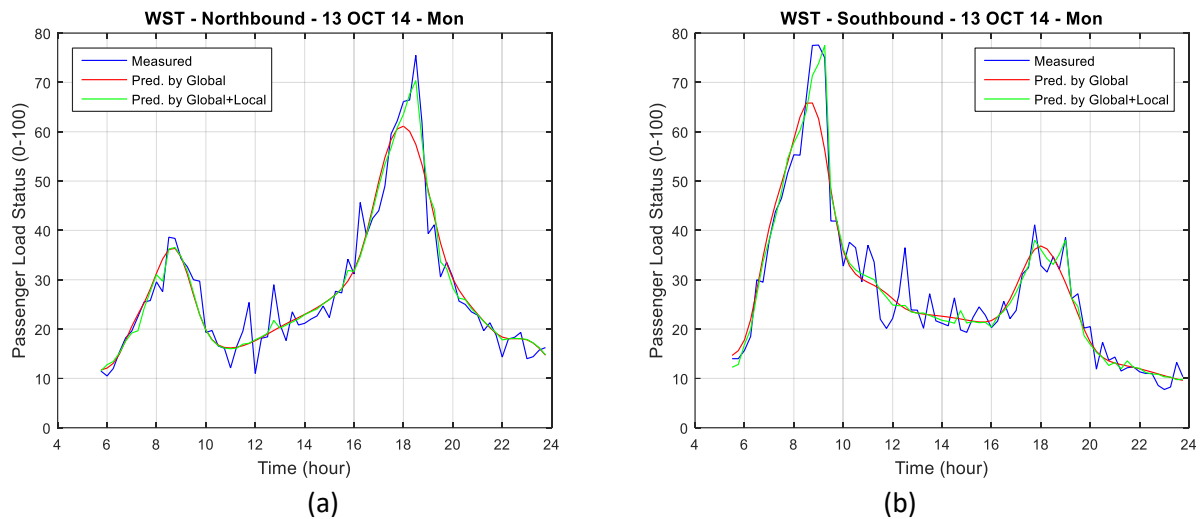 WST - Northbound - 13 OCT 14 - Mon
80
70
60
50
40
30
20
10
0
Measured
Pred. by Global
Pred. by Global+Local
Passenger Load Status (0-100)
4 6 8 10 12 14 16 18 20 22 24
Time (hour)
(a)
WST - Southbound - 13 OCT 14 - Mon
80
70
60
50
40
30
20
10
0
Measured
Pred. by Global
Pred. by Global+Local
Passenger Load Status (0-100)
4 6 8 10 12 14 16 18 20 22 24
Time (hour)
(b)